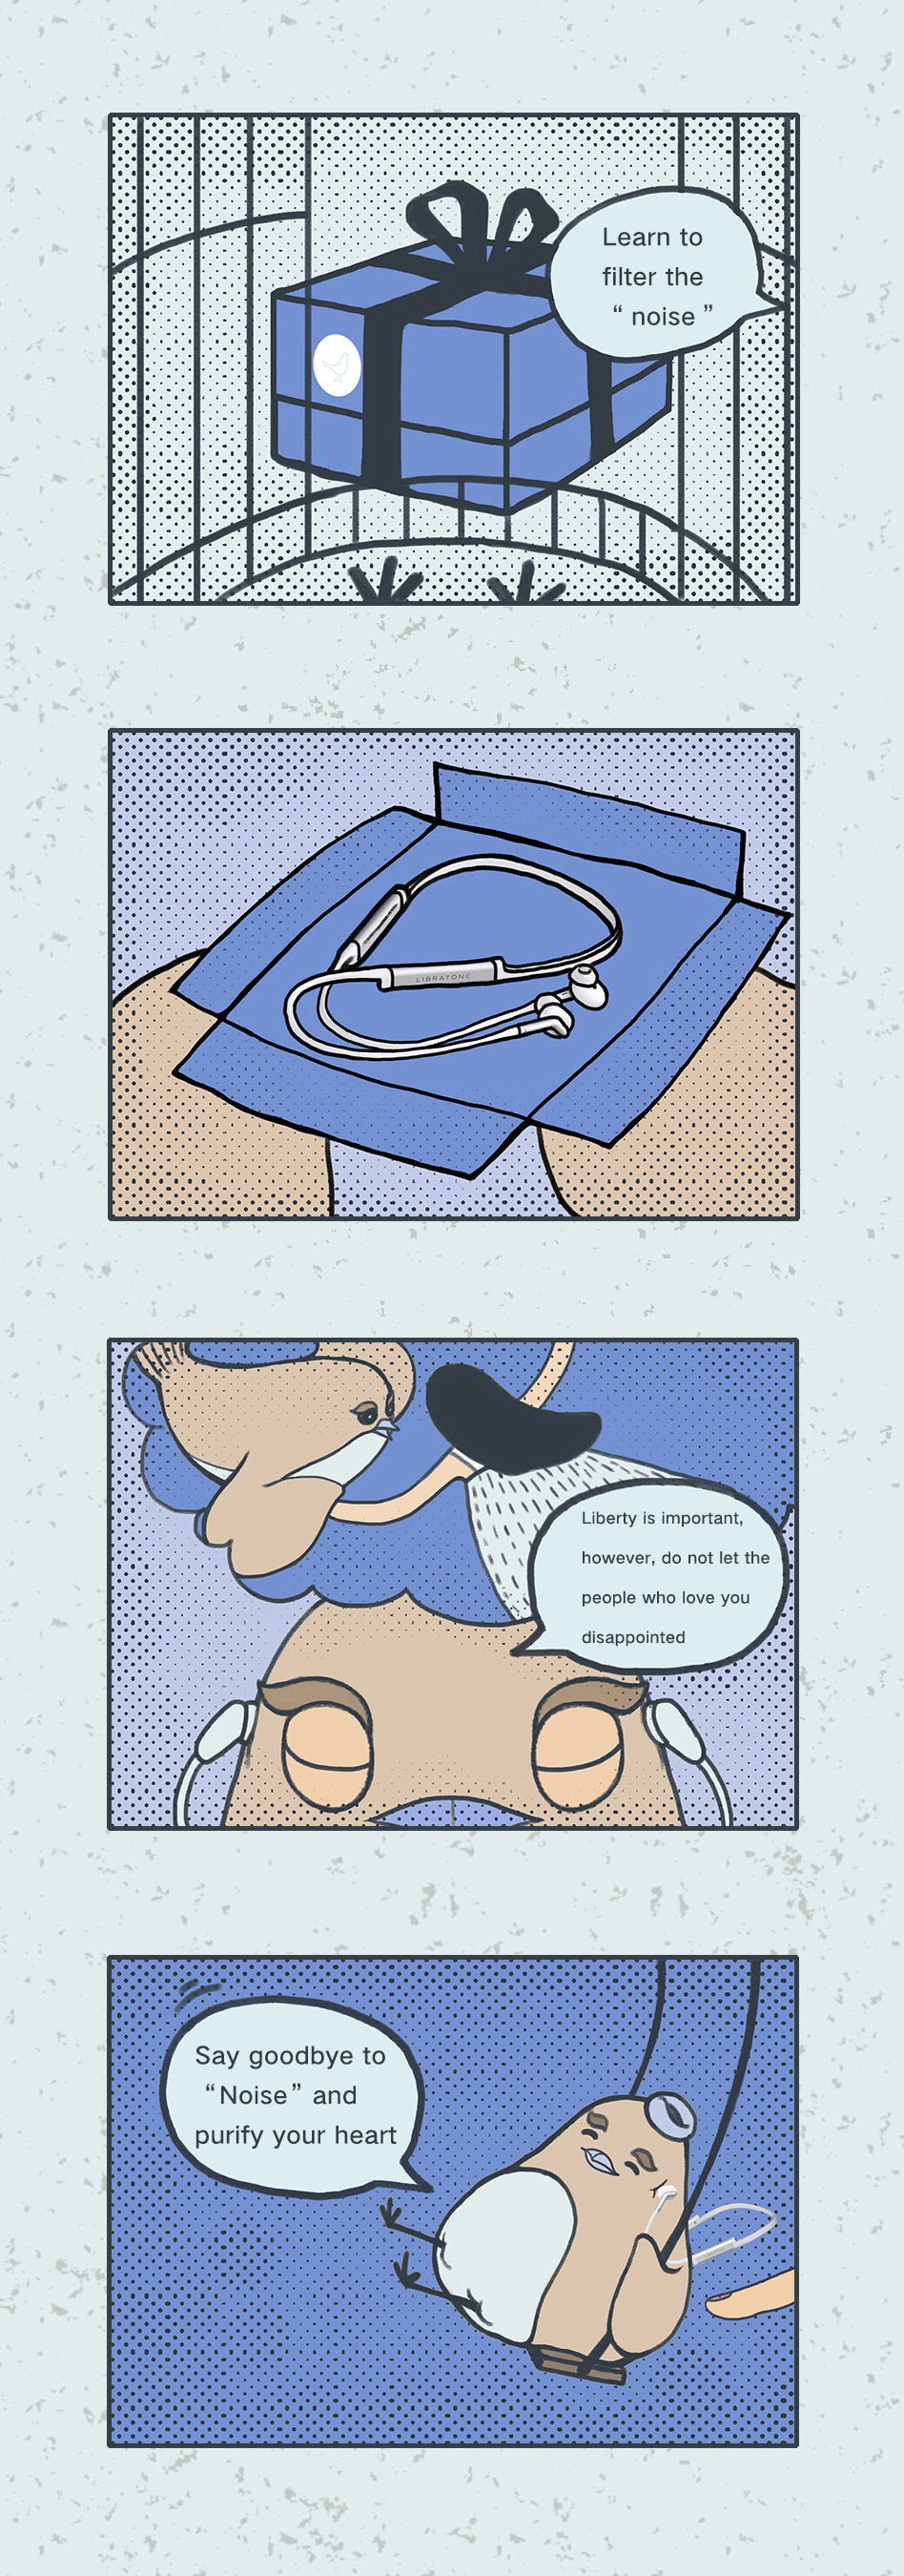 Learn to
filter the
“ noise ”
LIBRATONE
Liberty is important,
however, do not let the
people who love you
disappointed
Say goodbye to
“Noise” and
purify your heart